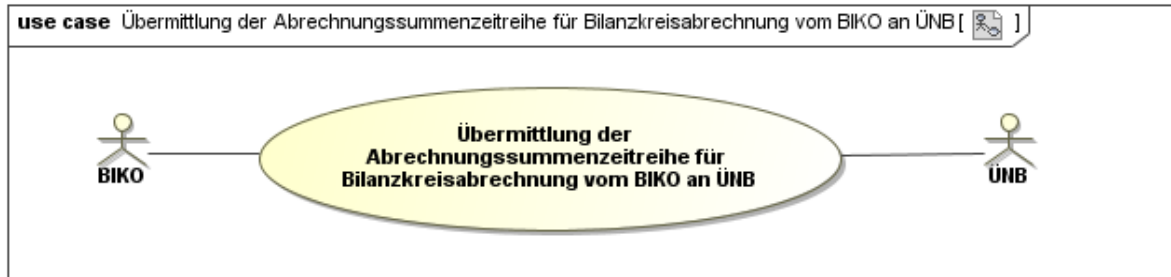 use case Übermittlung der Abrechnungssummenzeitreihe für Bilanzkreisabrechnung vom BIKO an ÜNB [ ]
Übermittlung der
Abrechnungssummenzeitreihe für
Bilanzkreisabrechnung vom BIKO an ÜNB
BIKO
ÜNB